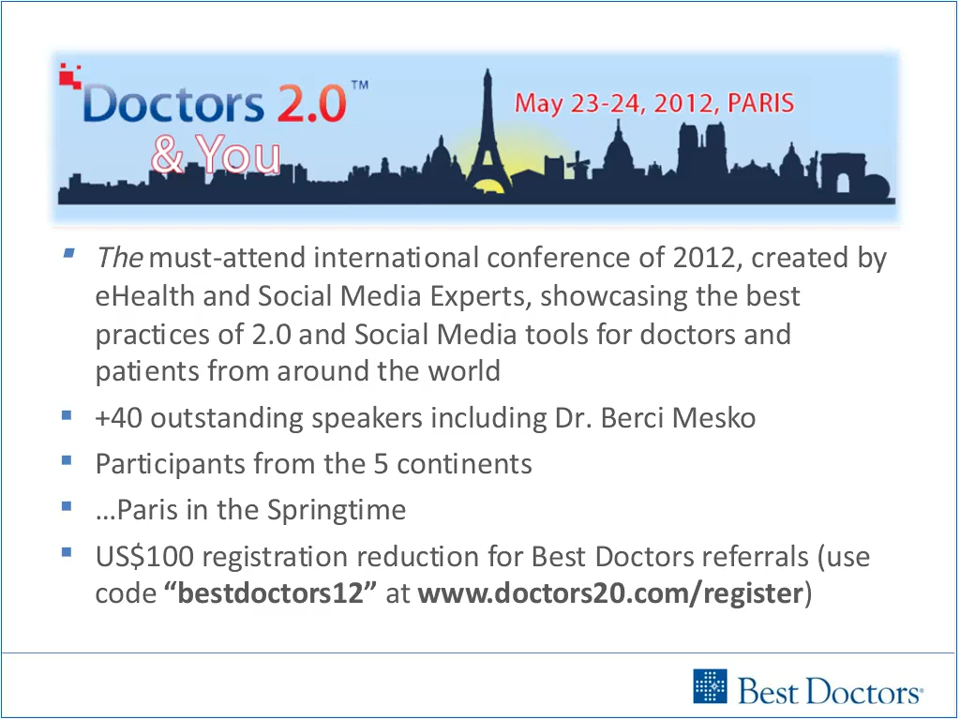 Doctors 2.0™
& You
May 23-24, 2012, PARIS
▪ The must-attend international conference of 2012, created by
eHealth and Social Media Experts, showcasing the best
practices of 2.0 and Social Media tools for doctors and
patients from around the world
▪ +40 outstanding speakers including Dr. Berci Mesko
▪ Participants from the 5 continents
▪ …Paris in the Springtime
▪ US$100 registration reduction for Best Doctors referrals (use
code “bestdoctors12” at www.doctors20.com/register)
Best Doctors®